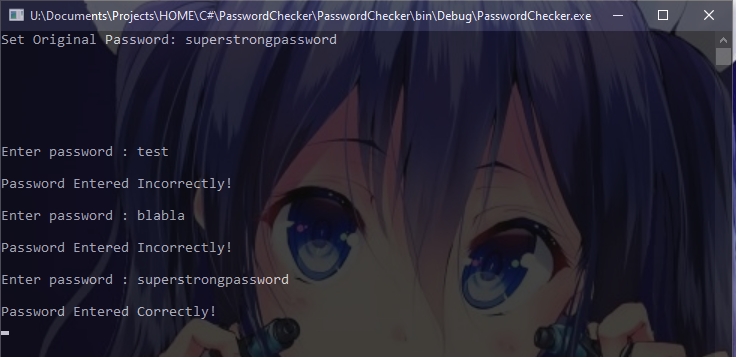 U:\Documents\Projects\HOME\C#\PasswordChecker\PasswordChecker\bin\Debug\PasswordChecker.exe
Set Original Password: superstrongpassword
Enter password : test
Password Entered Incorrectly!
Enter password : blabla
Password Entered Incorrectly!
Enter password : superstrongpassword
Password Entered Correctly!